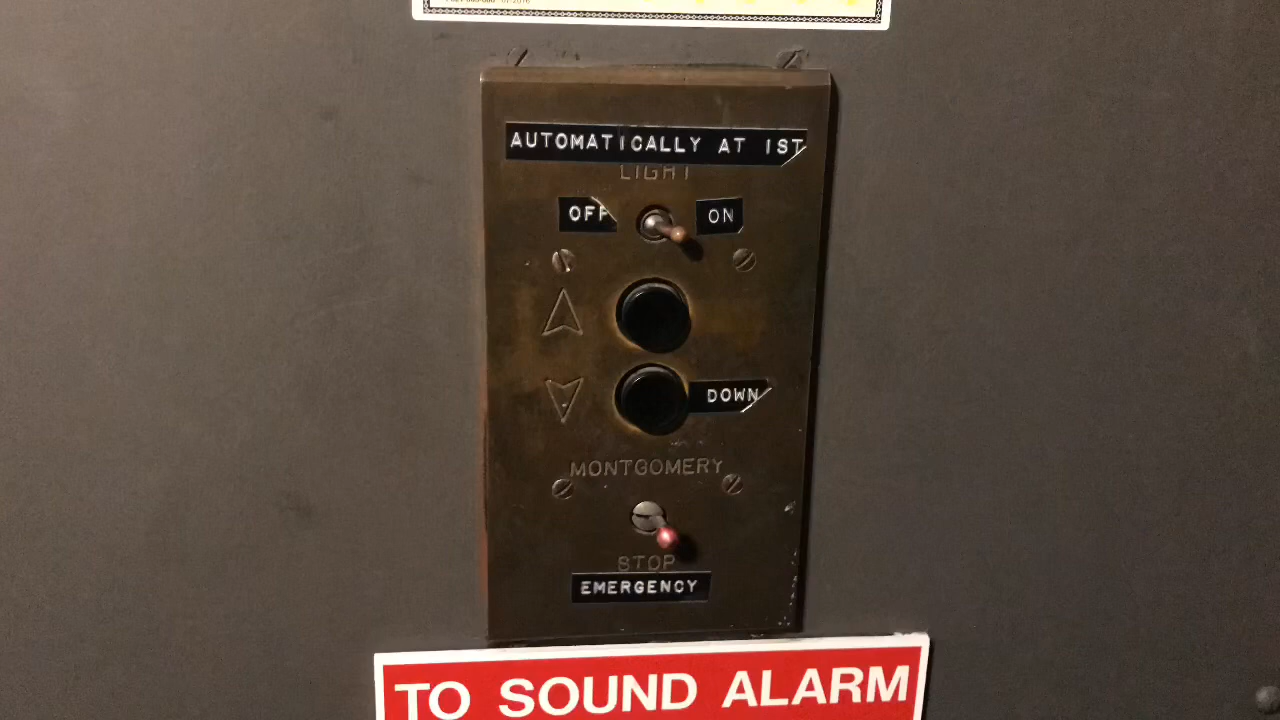 AUTOMATICALLY AT 1ST
LIGHT
OFF ON
DOWN
MONTGOMERY
STOP
EMERGENCY
TO SOUND ALARM